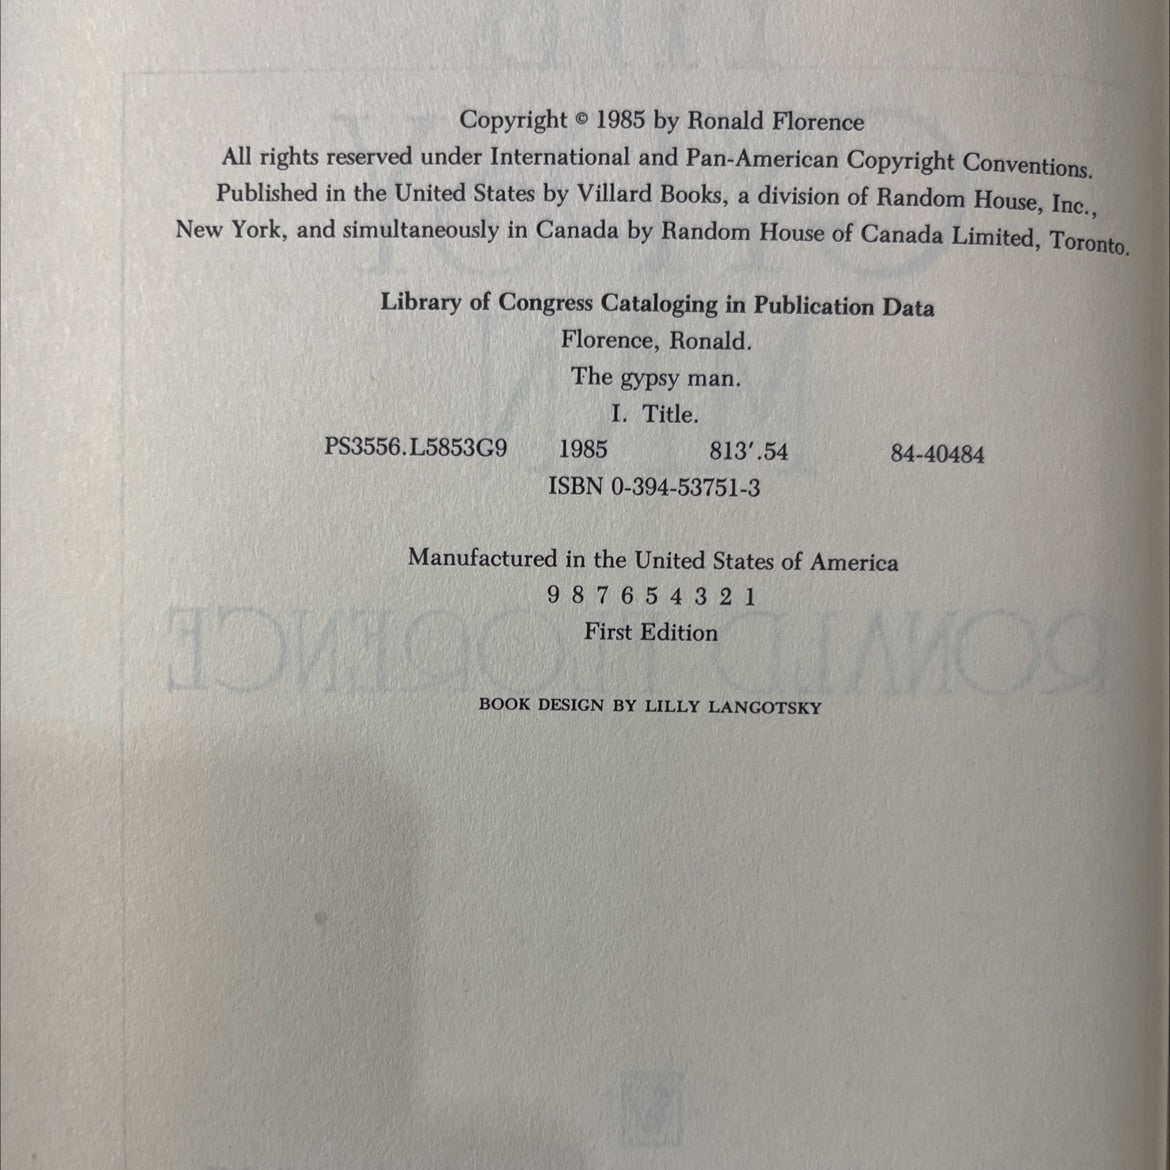 Copyright © 1985 by Ronald Florence
All rights reserved under International and Pan-American Copyright Conventions.
Published in the United States by Villard Books, a division of Random House, Inc.,
New York, and simultaneously in Canada by Random House of Canada Limited, Toronto.
Library of Congress Cataloging in Publication Data
Florence, Ronald.
The gypsy man.
I. Title.
PS3556.L5853G9 1985 813′.54 84-40484
ISBN 0-394-53751-3
Manufactured in the United States of America
9 8 7 6 5 4 3 2 1
First Edition
BOOK DESIGN BY LILLY LANGOTSKY